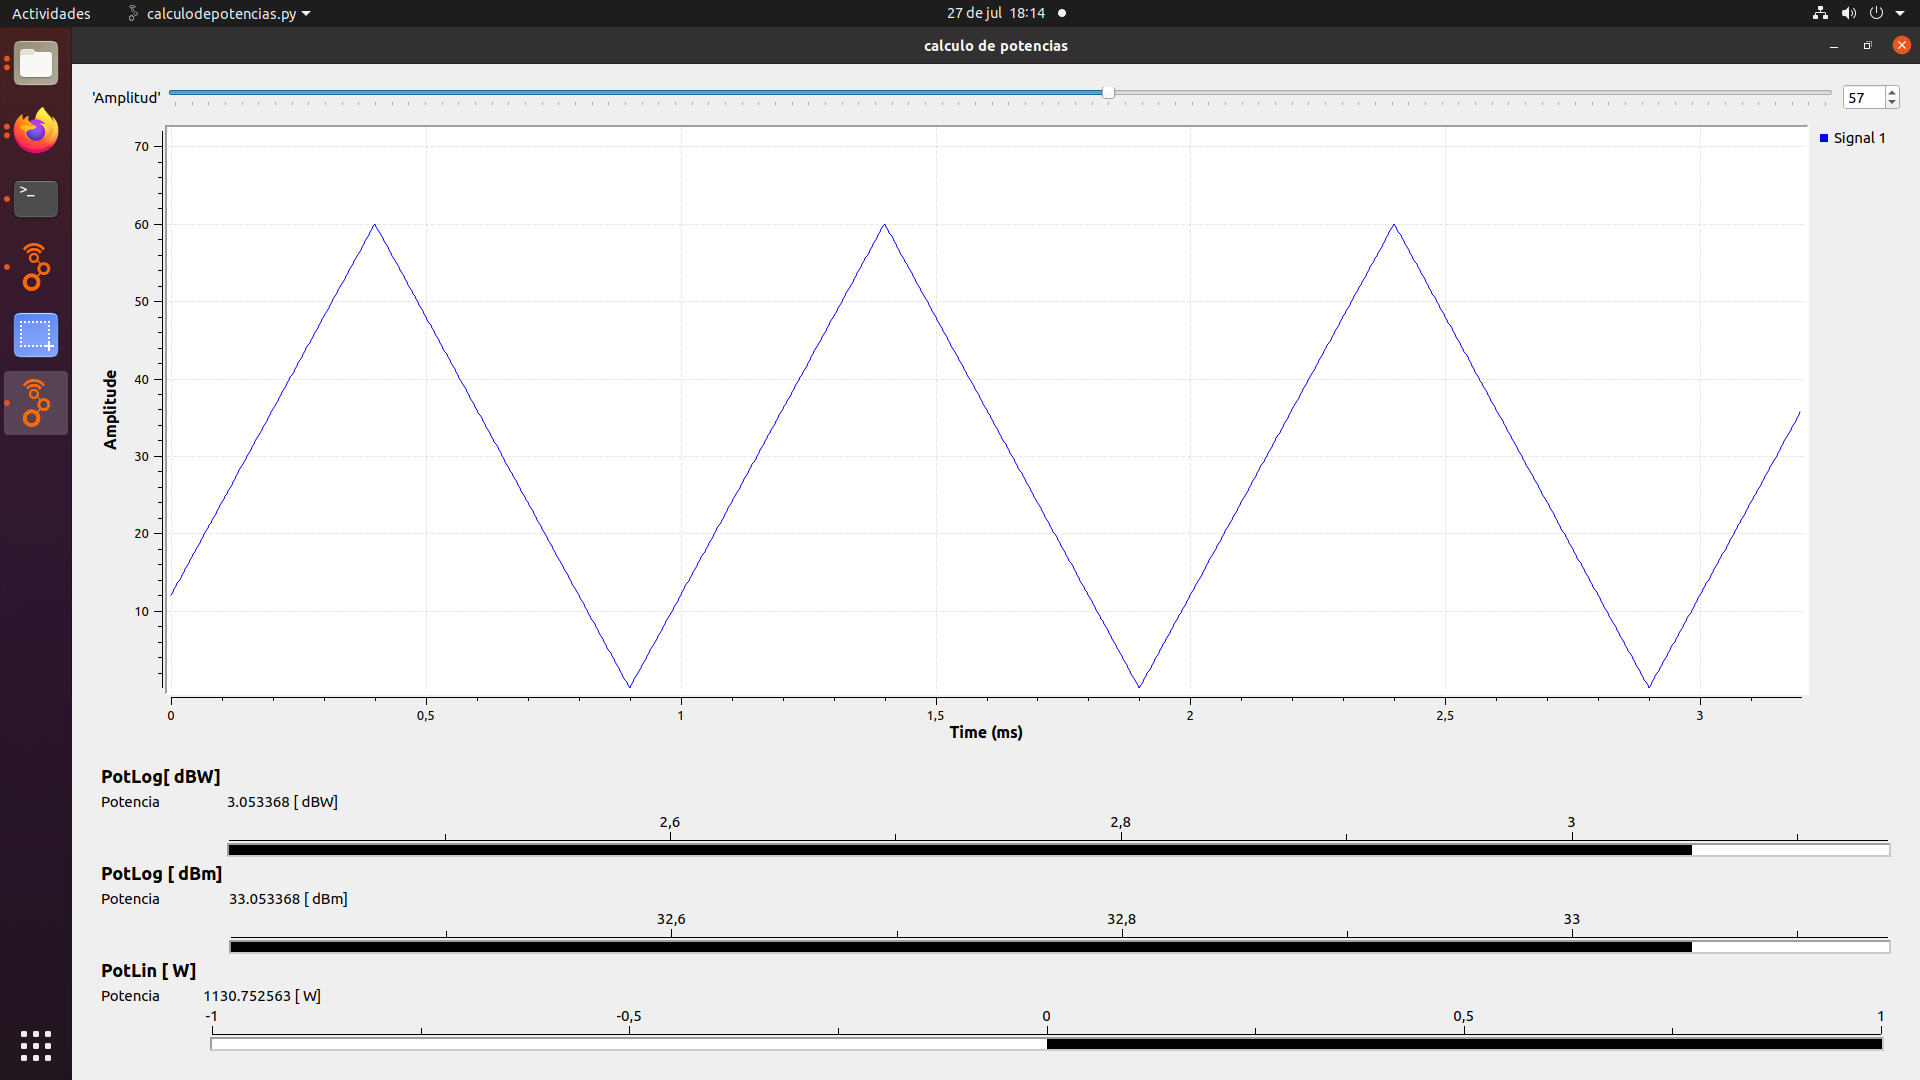 Actividades calculodepotencias.py 27 de jul 18:14
calculo de potencias
'Amplitud' 57
Signal 1
70
60
50
40
30
20
10
Amplitude
0 0,5 1 1,5 2 2,5 3
Time (ms)
PotLog[ dBW]
Potencia 3.053368 [ dBW]
2,6 2,8 3
PotLog [ dBm]
Potencia 33.053368 [ dBm]
32,6 32,8 33
PotLin [ W]
Potencia 1130.752563 [ W]
-1 -0,5 0 0,5 1